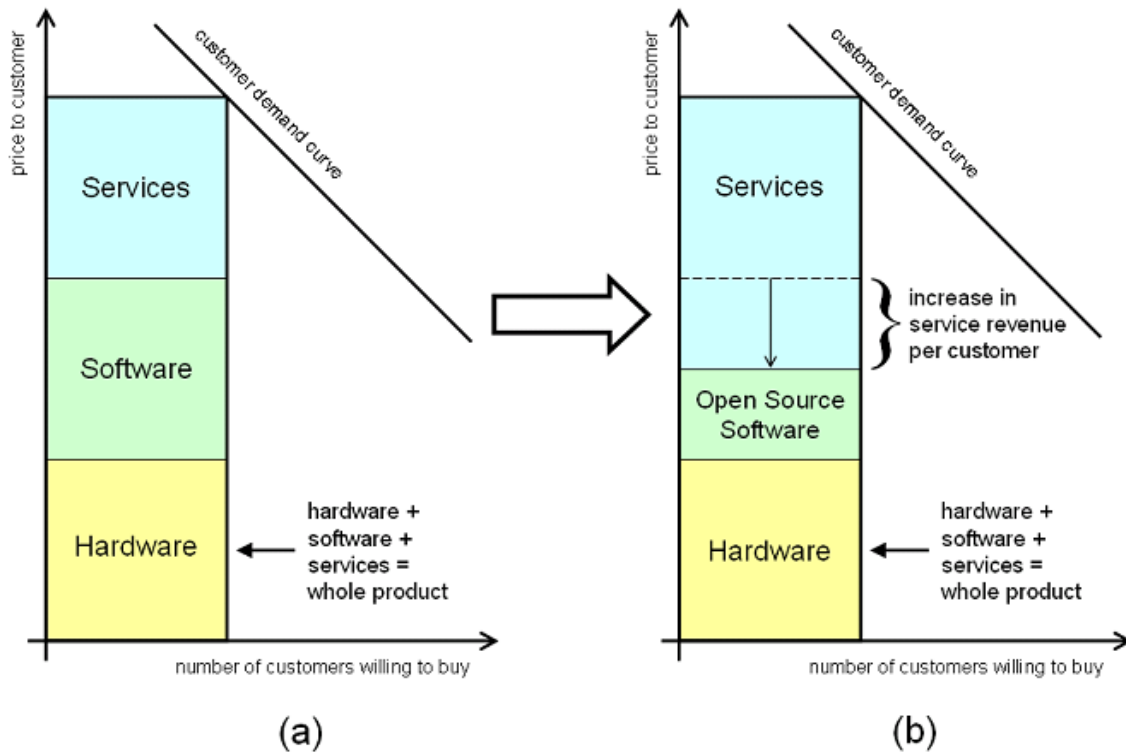 price to customer
customer demand curve
Services
Software
Hardware
hardware +
software +
services =
whole product
number of customers willing to buy
(a)
price to customer
customer demand curve
Services
increase in
service revenue
per customer
Open Source
Software
Hardware
hardware +
software +
services =
whole product
number of customers willing to buy
(b)